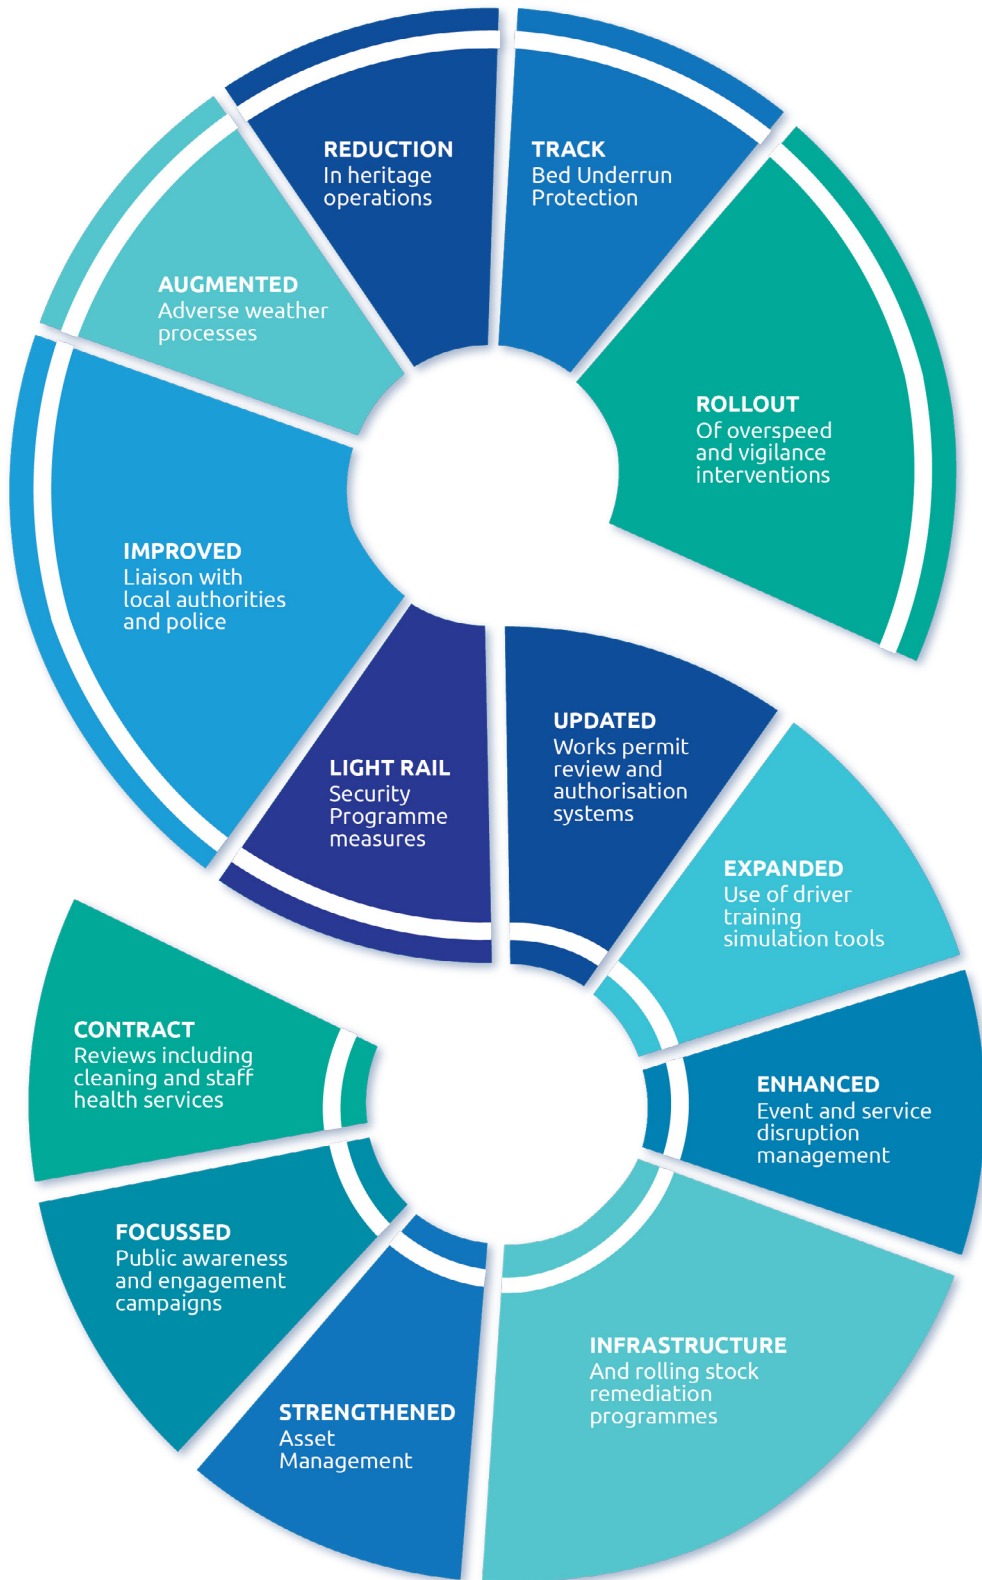 REDUCTION
In heritage
operations
TRACK
Bed Underrun
Protection
AUGMENTED
Adverse weather
processes
ROLLOUT
Of overspeed
and vigilance
interventions
IMPROVED
Liaison with
local authorities
and police
LIGHT RAIL
Security
Programme
measures
UPDATED
Works permit
review and
authorisation
systems
EXPANDED
Use of driver
training
simulation tools
CONTRACT
Reviews including
cleaning and staff
health services
ENHANCED
Event and service
disruption
management
FOCUSSED
Public awareness
and engagement
campaigns
INFRASTRUCTURE
And rolling stock
remediation
programmes
STRENGTHENED
Asset
Management